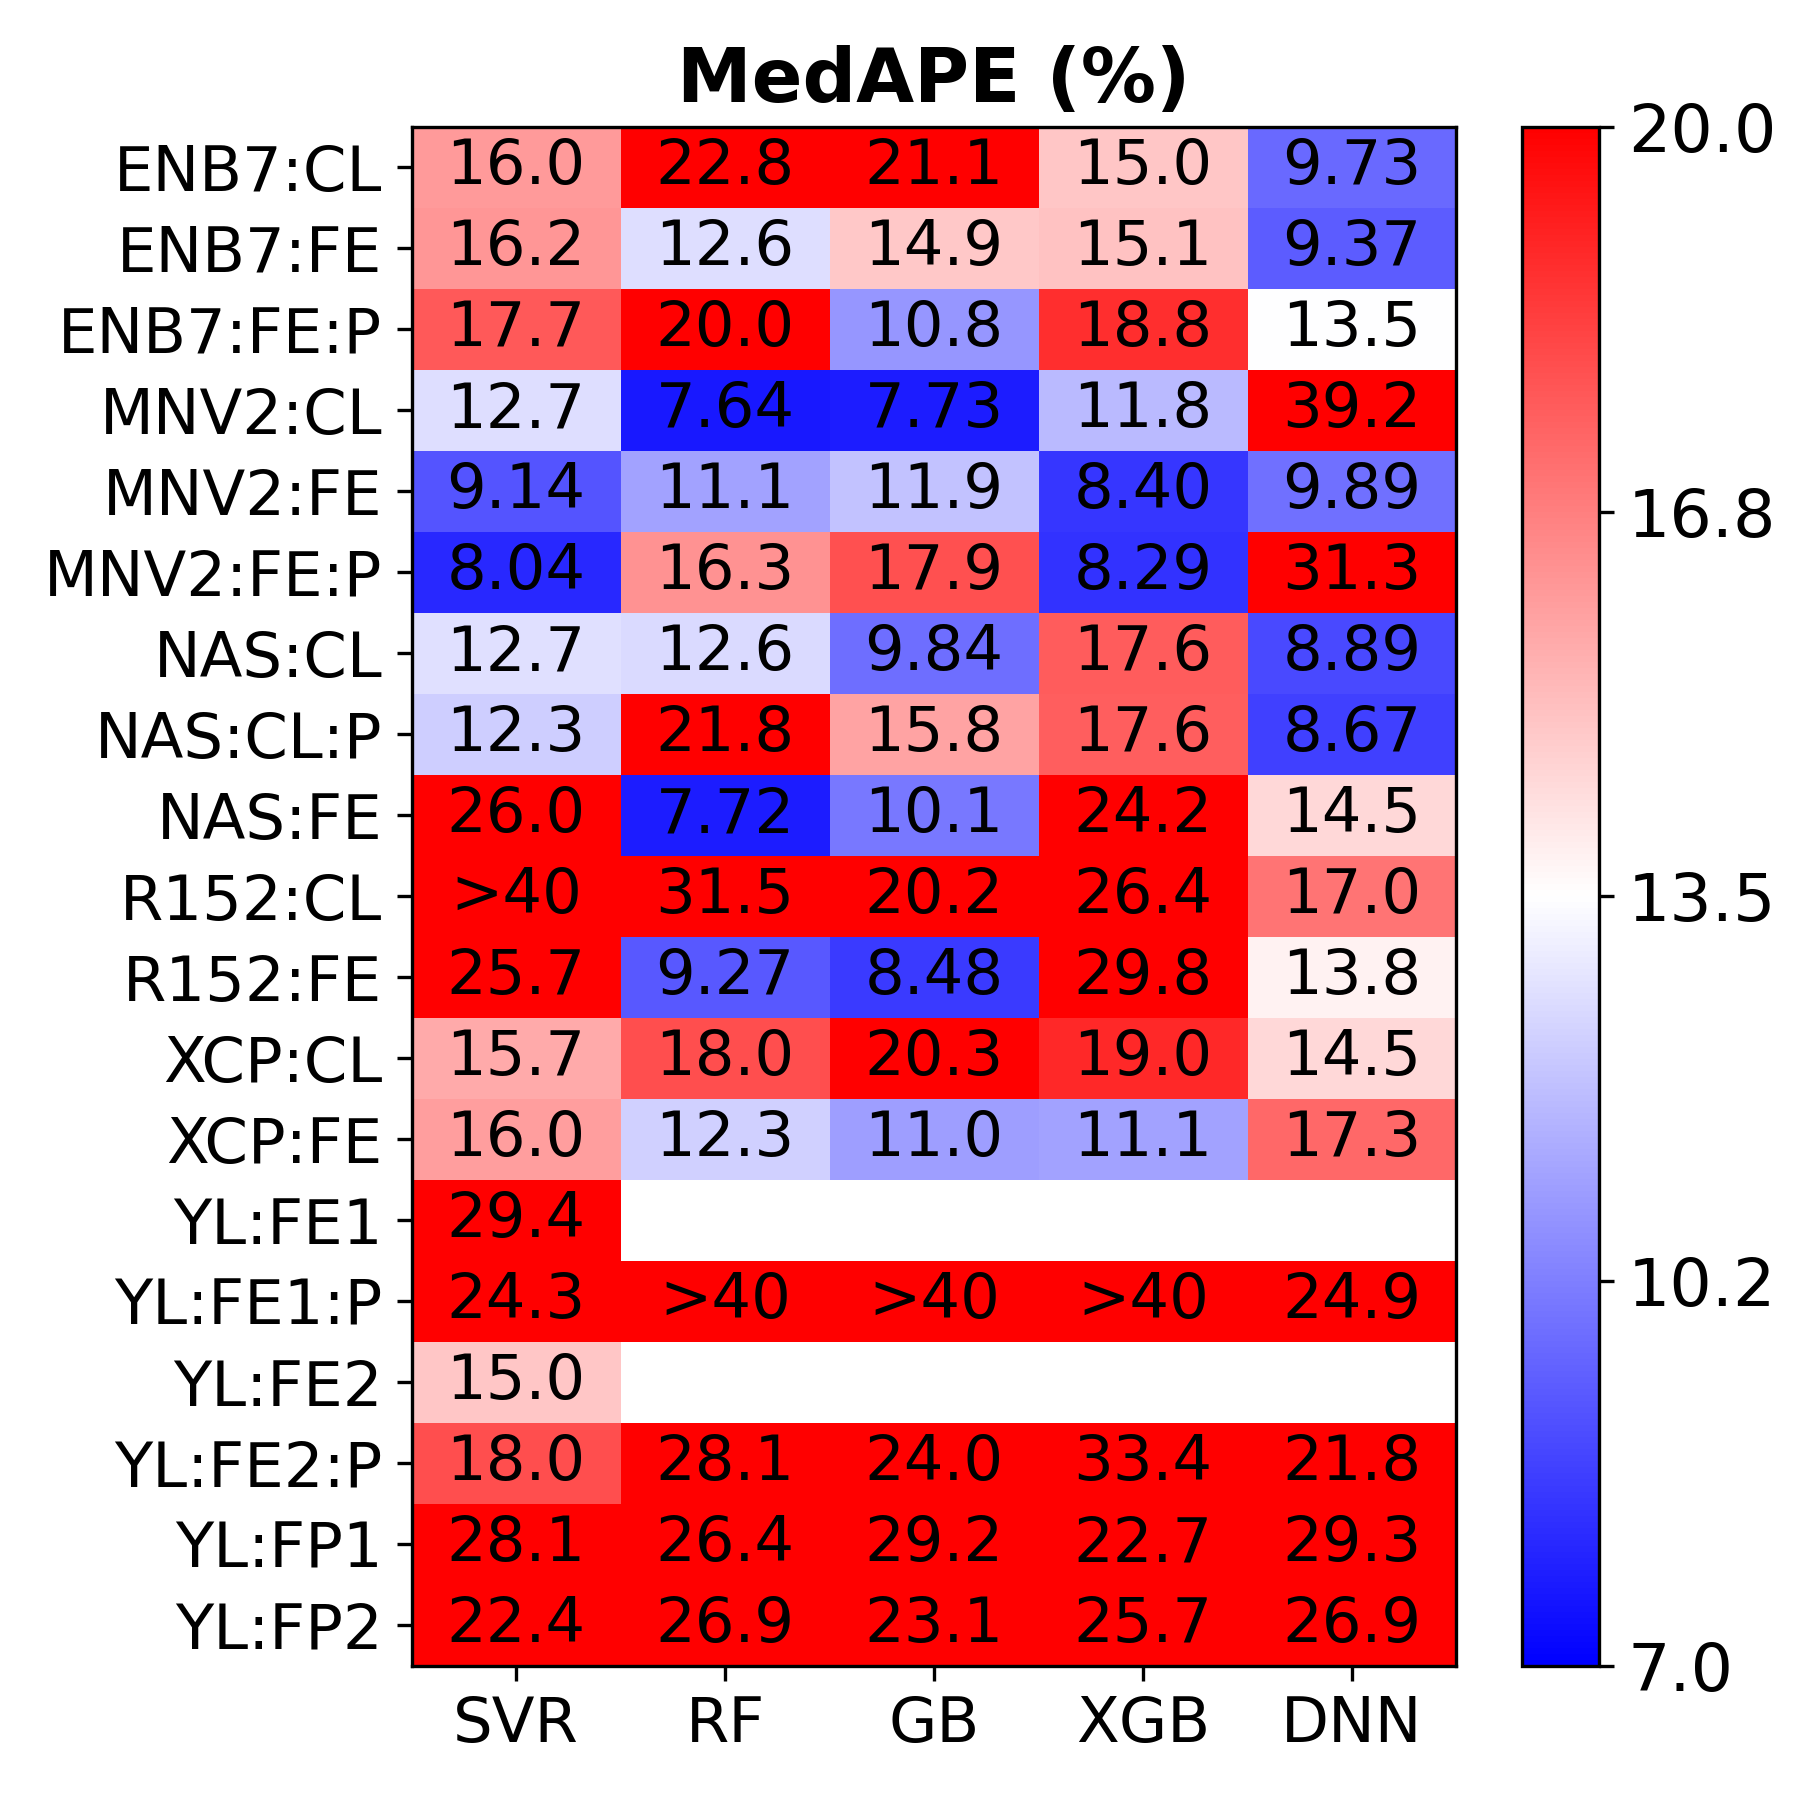 MedAPE (%)
ENB7:CL 16.0 22.8 21.1 15.0 9.73
ENB7:FE 16.2 12.6 14.9 15.1 9.37
ENB7:FE:P 17.7 20.0 10.8 18.8 13.5
MNV2:CL 12.7 7.64 7.73 11.8 39.2
MNV2:FE 9.14 11.1 11.9 8.40 9.89
MNV2:FE:P 8.04 16.3 17.9 8.29 31.3
NAS:CL 12.7 12.6 9.84 17.6 8.89
NAS:CL:P 12.3 21.8 15.8 17.6 8.67
NAS:FE 26.0 7.72 10.1 24.2 14.5
R152:CL >40 31.5 20.2 26.4 17.0
R152:FE 25.7 9.27 8.48 29.8 13.8
XCP:CL 15.7 18.0 20.3 19.0 14.5
XCP:FE 16.0 12.3 11.0 11.1 17.3
YL:FE1 29.4
YL:FE1:P 24.3 >40 >40 >40 24.9
YL:FE2 15.0
YL:FE2:P 18.0 28.1 24.0 33.4 21.8
YL:FP1 28.1 26.4 29.2 22.7 29.3
YL:FP2 22.4 26.9 23.1 25.7 26.9
SVR RF GB XGB DNN
20.0
16.8
13.5
10.2
7.0